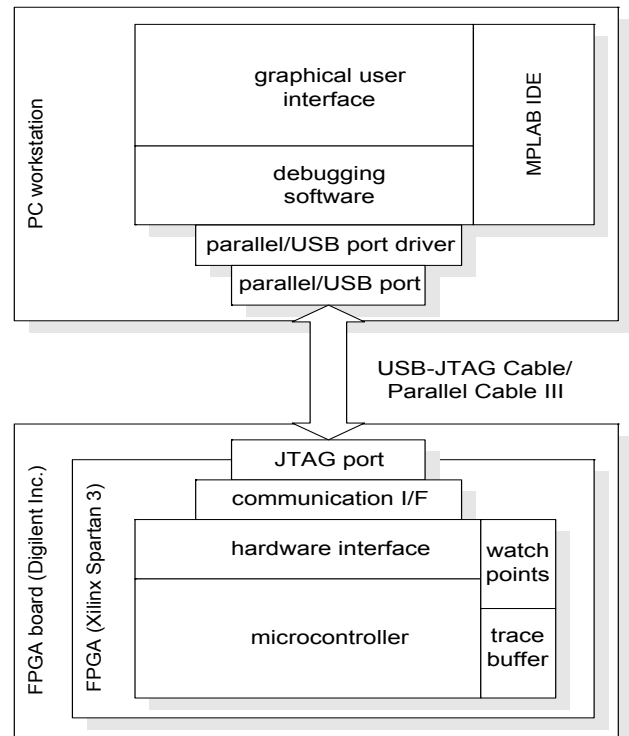 PC workstation
graphical user
interface
MPLAB IDE
debugging
software
parallel/USB port driver
parallel/USB port
USB-JTAG Cable/
Parallel Cable III
FPGA board (Digilent Inc.)
FPGA (Xilinx Spartan 3)
JTAG port
communication I/F
hardware interface
watch
points
microcontroller
trace
buffer